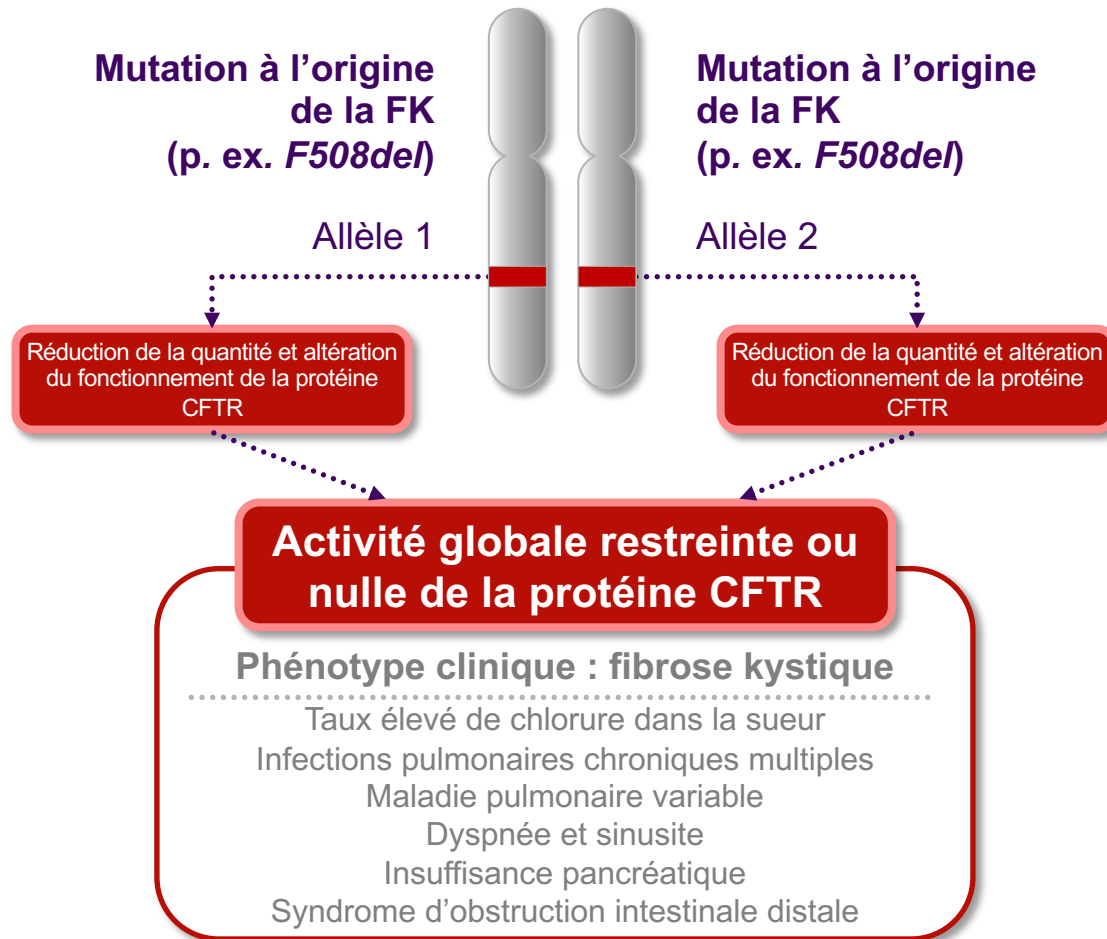 Mutation à l’origine
de la FK
(p. ex. F508del)
Allèle 1
Mutation à l’origine
de la FK
(p. ex. F508del)
Allèle 2
Réduction de la quantité et altération
du fonctionnement de la protéine
CFTR
Réduction de la quantité et altération
du fonctionnement de la protéine
CFTR
Activité globale restreinte ou
nulle de la protéine CFTR
Phénotype clinique : fibrose kystique
Taux élevé de chlorure dans la sueur
Infections pulmonaires chroniques multiples
Maladie pulmonaire variable
Dyspnée et sinusite
Insuffisance pancréatique
Syndrome d’obstruction intestinale distale